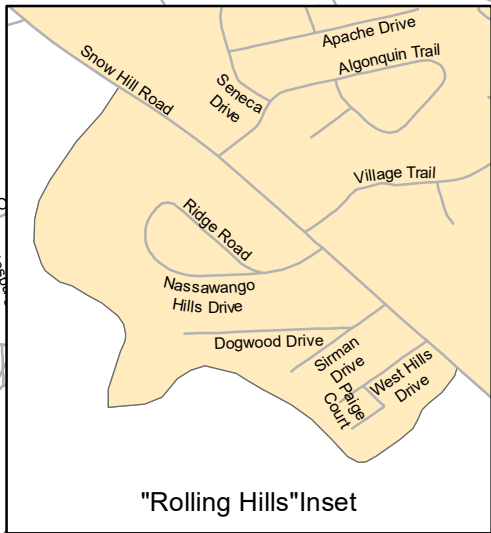 Apache Drive
Algonquin Trail
Snow Hill Road
Seneca
Drive
Village Trail
Ridge Road
Nassawango
Hills Drive
Dogwood Drive
Sirman
Drive
West Hills
Drive
Paige
Court
"Rolling Hills"Inset